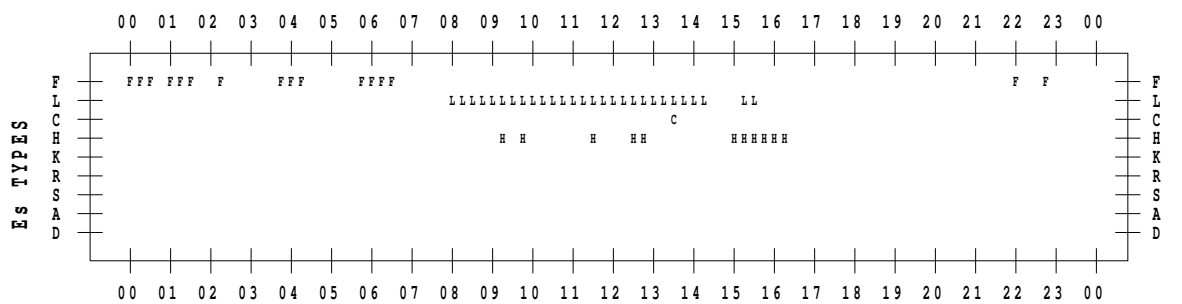 00 01 02 03 04 05 06 07 08 09 10 11 12 13 14 15 16 17 18 19 20 21 22 23 00
F FFF FFF F FFF FFFF F F F
L LLLLLLLLLLLLLLLLLLLLLLLLLL LL L
C C C
H H H H HH HHHHHH H
K K
R R
S S
A A
D D
Es TYPES
00 01 02 03 04 05 06 07 08 09 10 11 12 13 14 15 16 17 18 19 20 21 22 23 00